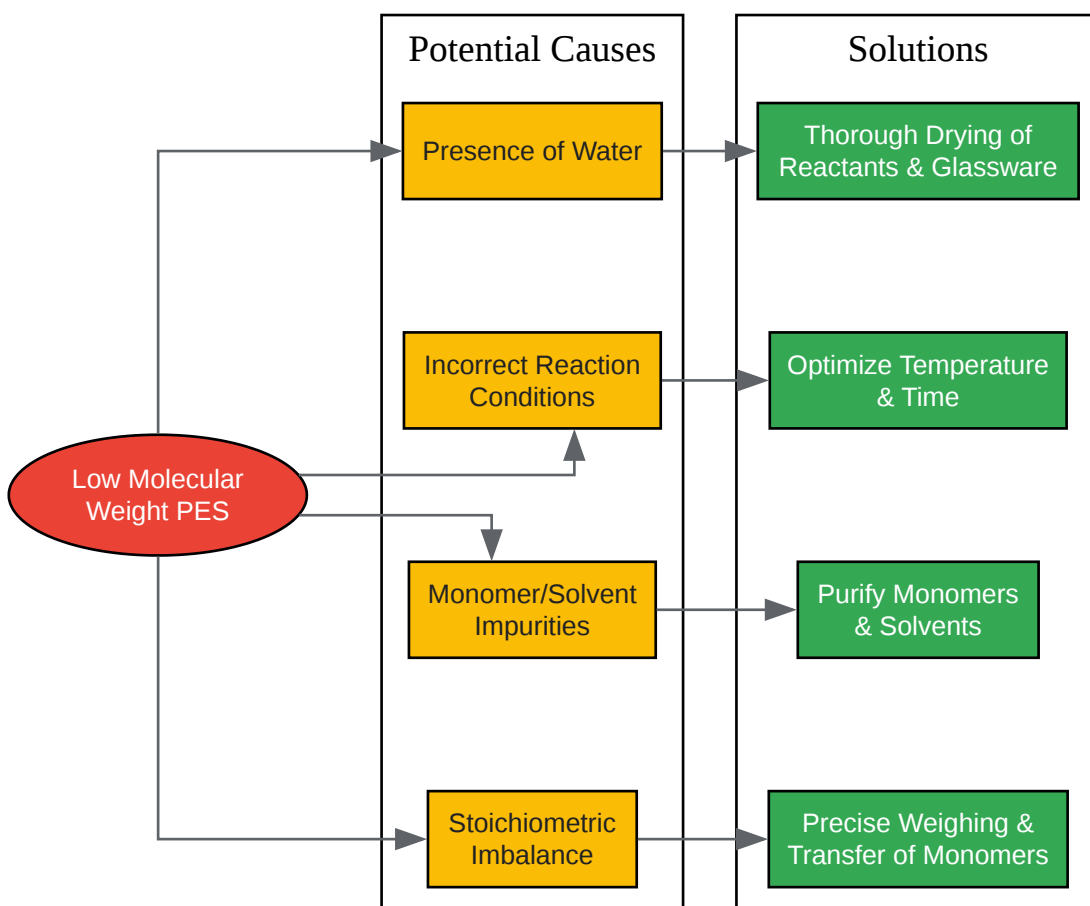 Potential Causes
Solutions
Presence of Water
Thorough Drying of
Reactants & Glassware
Incorrect Reaction
Conditions
Optimize Temperature
& Time
Low Molecular
Weight PES
Monomer/Solvent
Impurities
Purify Monomers
& Solvents
Stoichiometric
Imbalance
Precise Weighing &
Transfer of Monomers